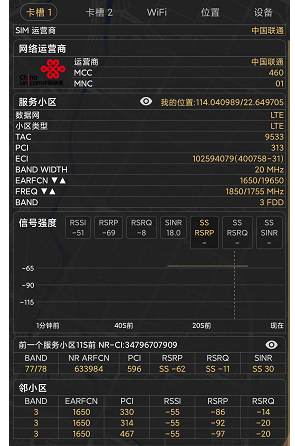 卡槽 1 卡槽 2 WiFi 位置 设备
SIM 运营商 中国联通
网络运营商
China unicom中国联通
运营商 中国联通
MCC 460
MNC 01
服务小区 我的位置:114.040989/22.649705
数据网 LTE
小区类型 LTE
TAC 9533
PCI 313
ECI 102594079(400758-31)
BAND WIDTH 20 MHz
EARFCN ▼▲ 1650/19650
FREQ ▼▲ 1850/1755 MHz
BAND 3 FDD
信号强度
RSSI RSRP RSRQ SINR SS RSRP SS RSRQ SS SINR
-51 -69 -8 18.0 - - -
-65
-90
-115
1分钟前 40S前 20S前 现在
前一个服务小区11S前 NR-CI:34796707909
BAND NR ARFCN PCI RSRP RSRQ SINR
77/78 633984 596 SS -62 SS -11 SS 30
邻小区
BAND EARFCN PCI RSSI RSRP RSRQ
3 1650 330 -55 -86 -14
3 1650 314 -55 -92 -20
3 1650 467 -55 -97 -20